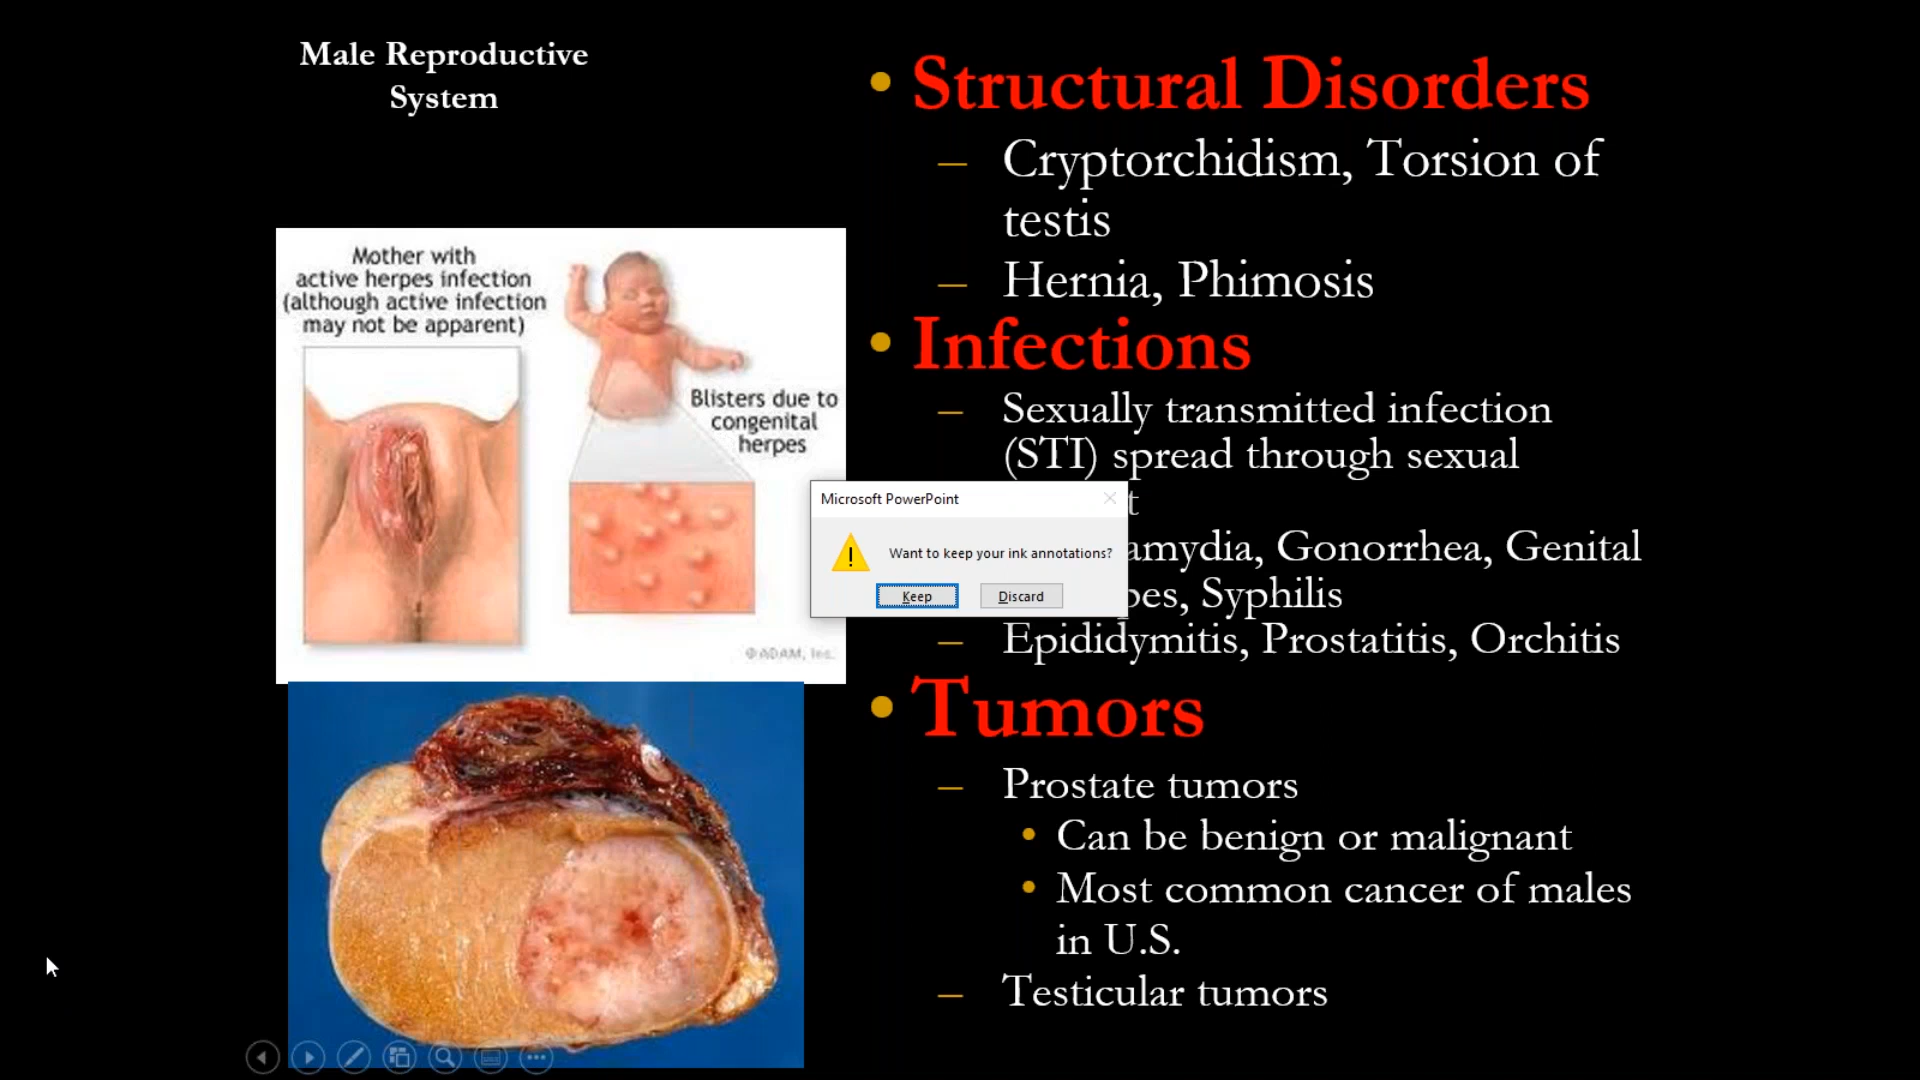 Male Reproductive
System
Mother with
active herpes infection
(although active infection
may not be apparent)
Blisters due to
congenital
herpes
©ADAM, Inc.
• Structural Disorders
– Cryptorchidism, Torsion of
testis
– Hernia, Phimosis
• Infections
– Sexually transmitted infection
(STI) spread through sexual
t
amydia, Gonorrhea, Genital
pes, Syphilis
– Epididymitis, Prostatitis, Orchitis
• Tumors
– Prostate tumors
• Can be benign or malignant
• Most common cancer of males
in U.S.
– Testicular tumors
Microsoft PowerPoint
Want to keep your ink annotations?
Keep
Discard